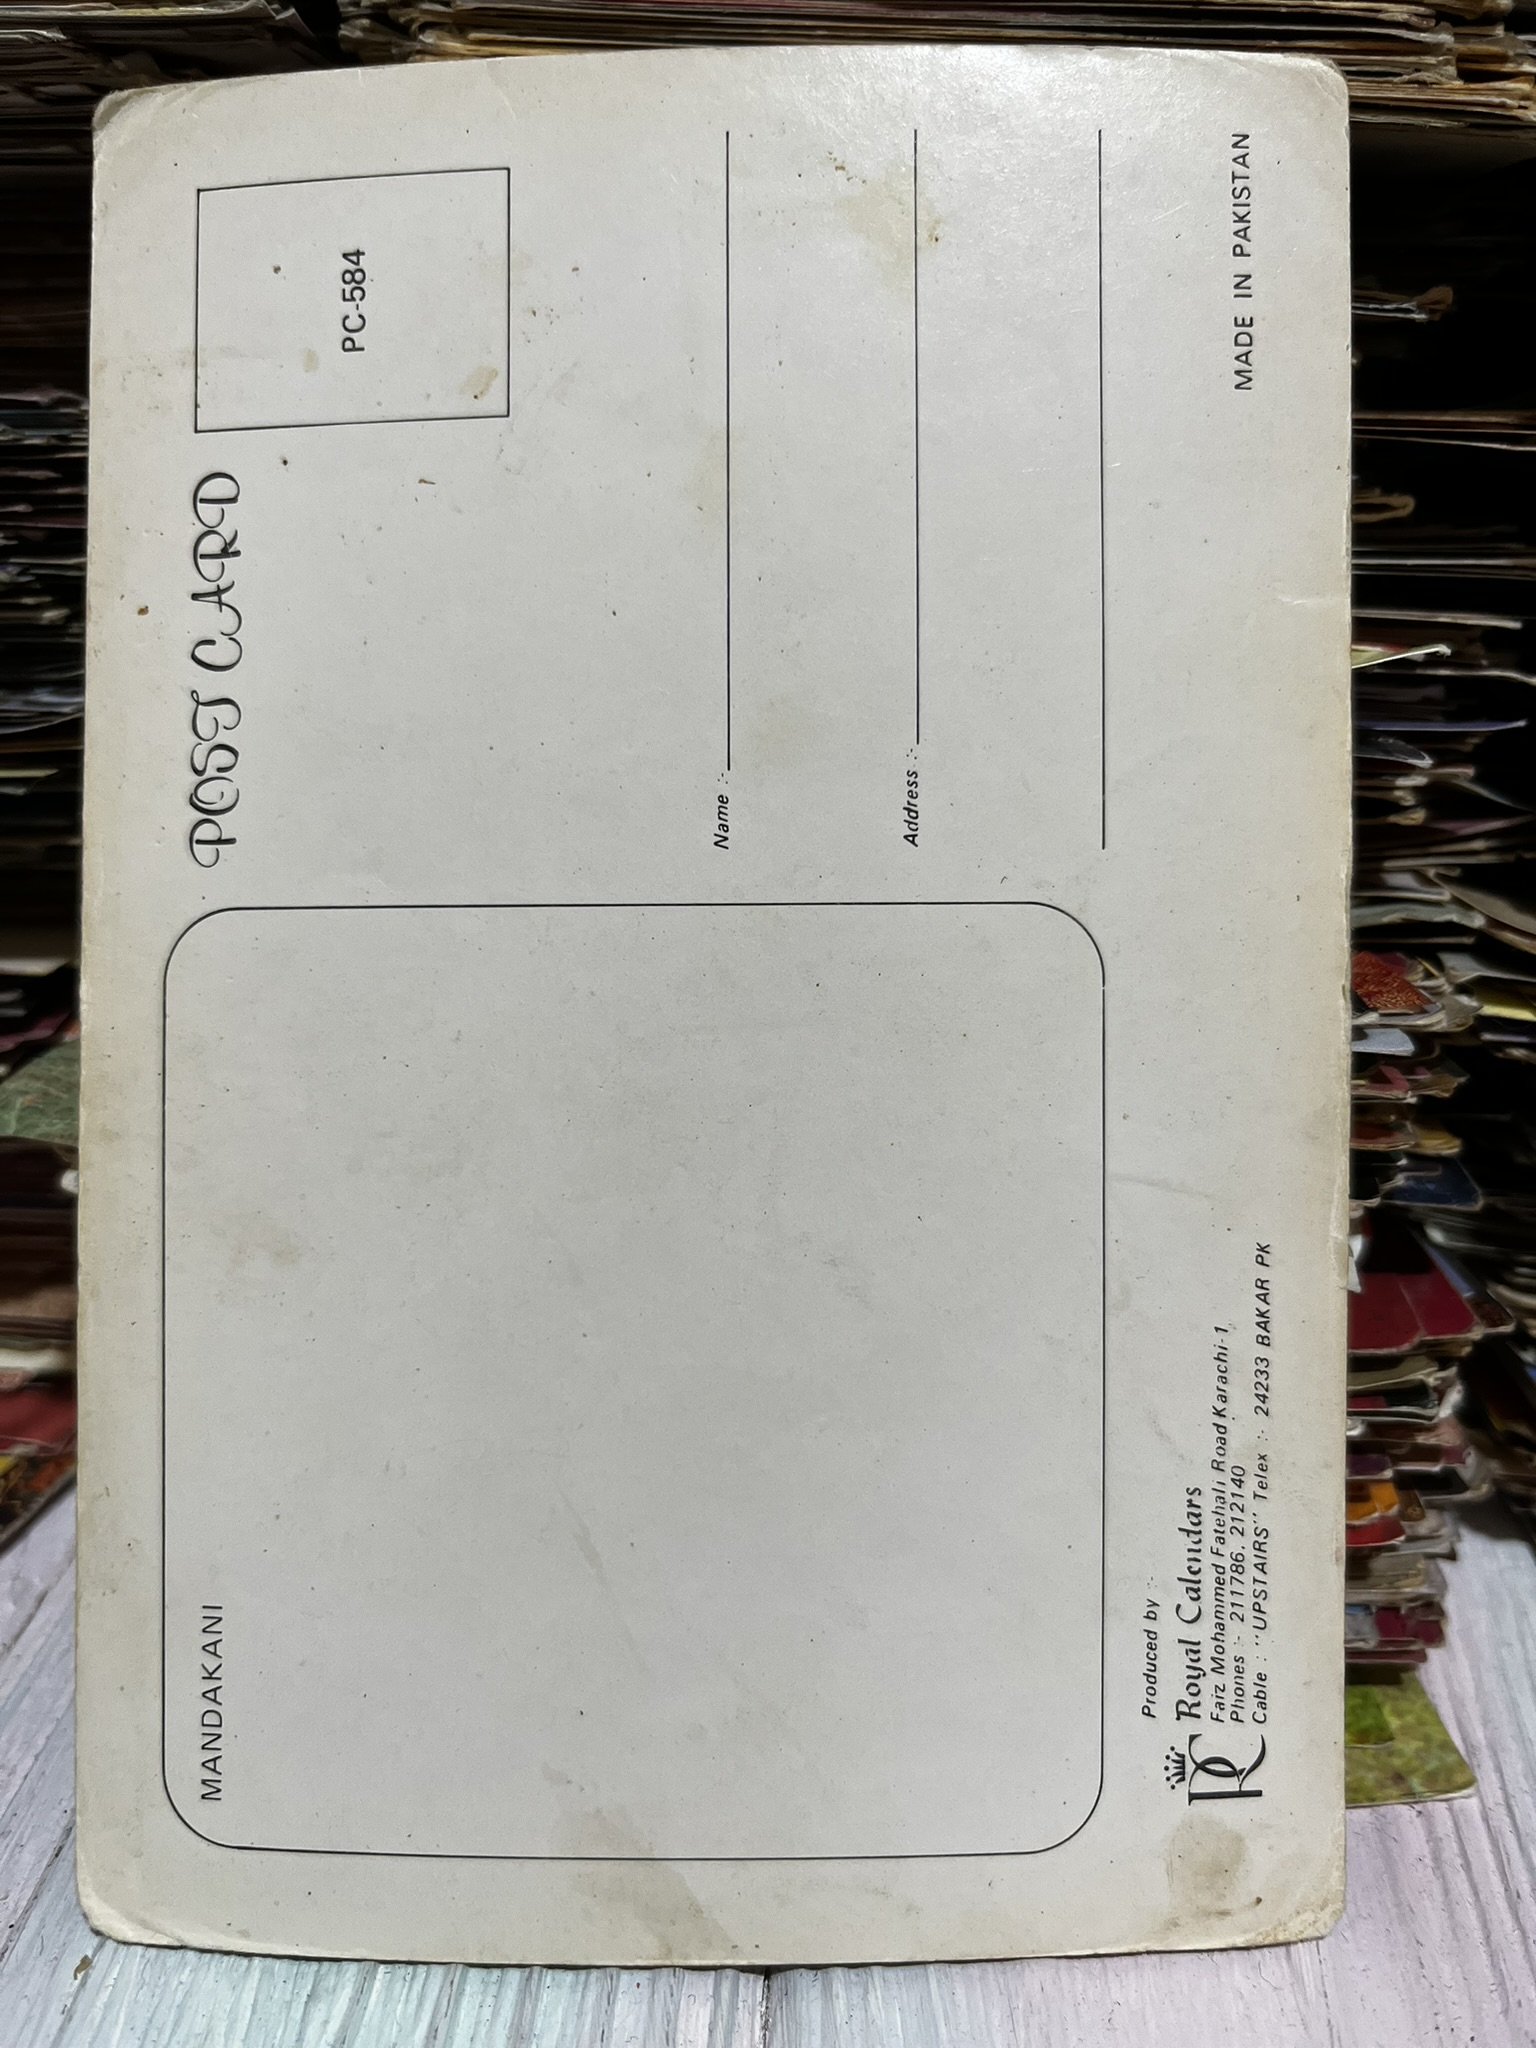 MANDAKANI
POST CARD
PC-584
Name :-
Address :-
Produced by :-
RC Royal Calendars
Faiz Mohammed Fatehali Road Karachi-1,
Phones :- 211786, 212140
Cable : "UPSTAIRS" Telex :- 24233 BAKAR PK
MADE IN PAKISTAN